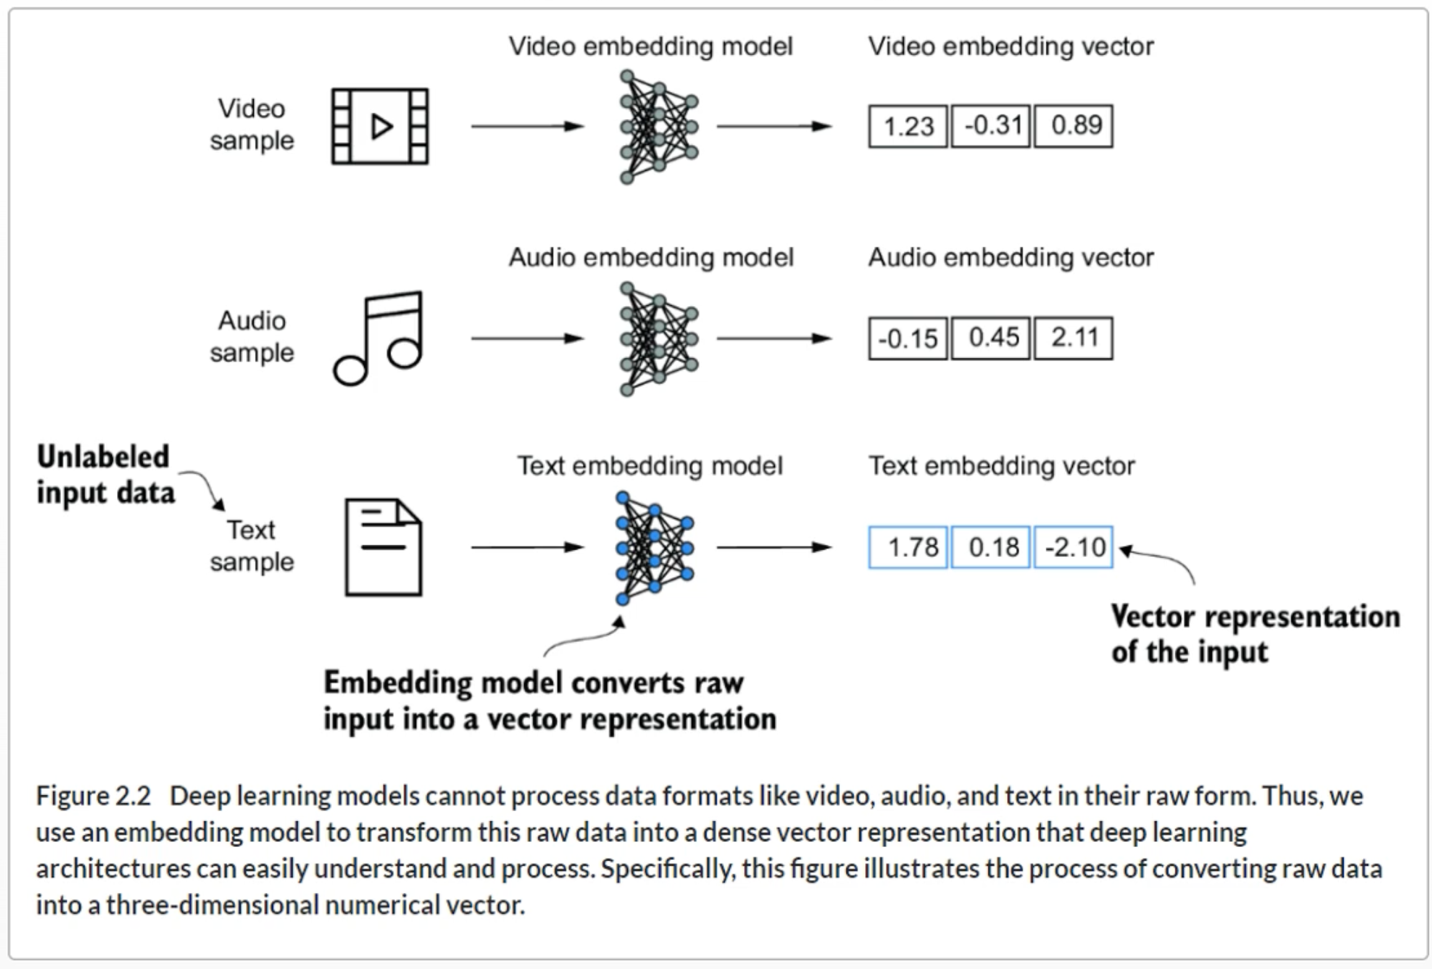 Video embedding model
Video embedding vector
Video
sample
1.23 -0.31 0.89
Audio embedding model
Audio embedding vector
Audio
sample
-0.15 0.45 2.11
Unlabeled
input data
Text embedding model
Text embedding vector
Text
sample
1.78 0.18 -2.10
Vector representation
of the input
Embedding model converts raw
input into a vector representation
Figure 2.2 Deep learning models cannot process data formats like video, audio, and text in their raw form. Thus, we
use an embedding model to transform this raw data into a dense vector representation that deep learning
architectures can easily understand and process. Specifically, this figure illustrates the process of converting raw data
into a three-dimensional numerical vector.